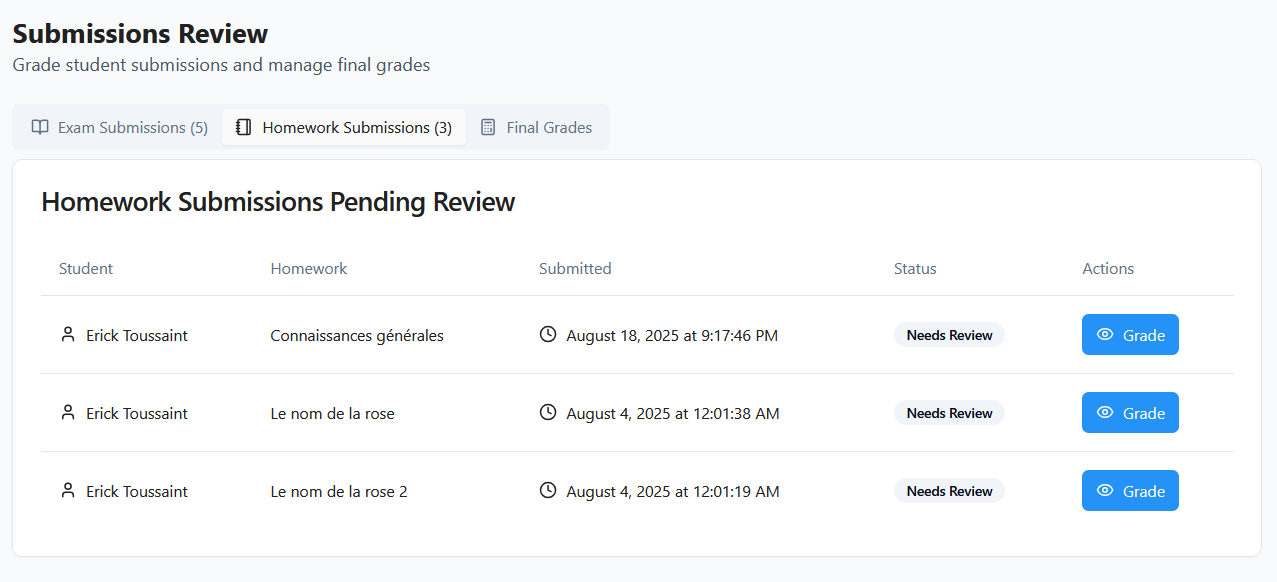 Submissions Review
Grade student submissions and manage final grades
Exam Submissions (5) Homework Submissions (3) Final Grades
Homework Submissions Pending Review
Student Homework Submitted Status Actions
Erick Toussaint Connaissances générales August 18, 2025 at 9:17:46 PM Needs Review Grade
Erick Toussaint Le nom de la rose August 4, 2025 at 12:01:38 AM Needs Review Grade
Erick Toussaint Le nom de la rose 2 August 4, 2025 at 12:01:19 AM Needs Review Grade